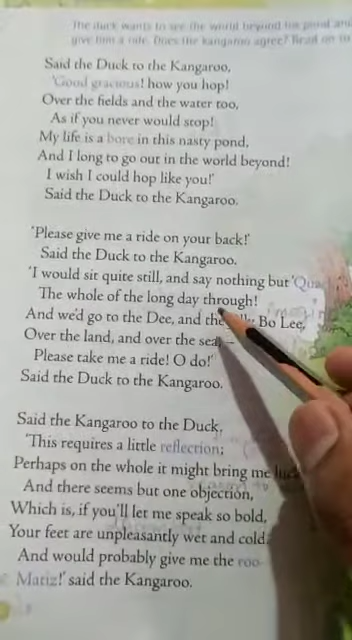 The duck wants to see the world beyond his pond and
give him a ride. Does the kangaroo agree? Read on to
Said the Duck to the Kangaroo,
'Good gracious! how you hop!
Over the fields and the water too,
As if you never would stop!
My life is a bore in this nasty pond,
And I long to go out in the world beyond!
I wish I could hop like you!'
Said the Duck to the Kangaroo.
'Please give me a ride on your back!'
Said the Duck to the Kangaroo.
'I would sit quite still, and say nothing but 'Quack
The whole of the long day through!
And we'd go to the Dee, and the Bo Lee,
Over the land, and over the sea,—
Please take me a ride! O do!'
Said the Duck to the Kangaroo.
Said the Kangaroo to the Duck,
'This requires a little reflection;
Perhaps on the whole it might bring me luck
And there seems but one objection,
Which is, if you'll let me speak so bold,
Your feet are unpleasantly wet and cold,
And would probably give me the roo-
Matiz!' said the Kangaroo.